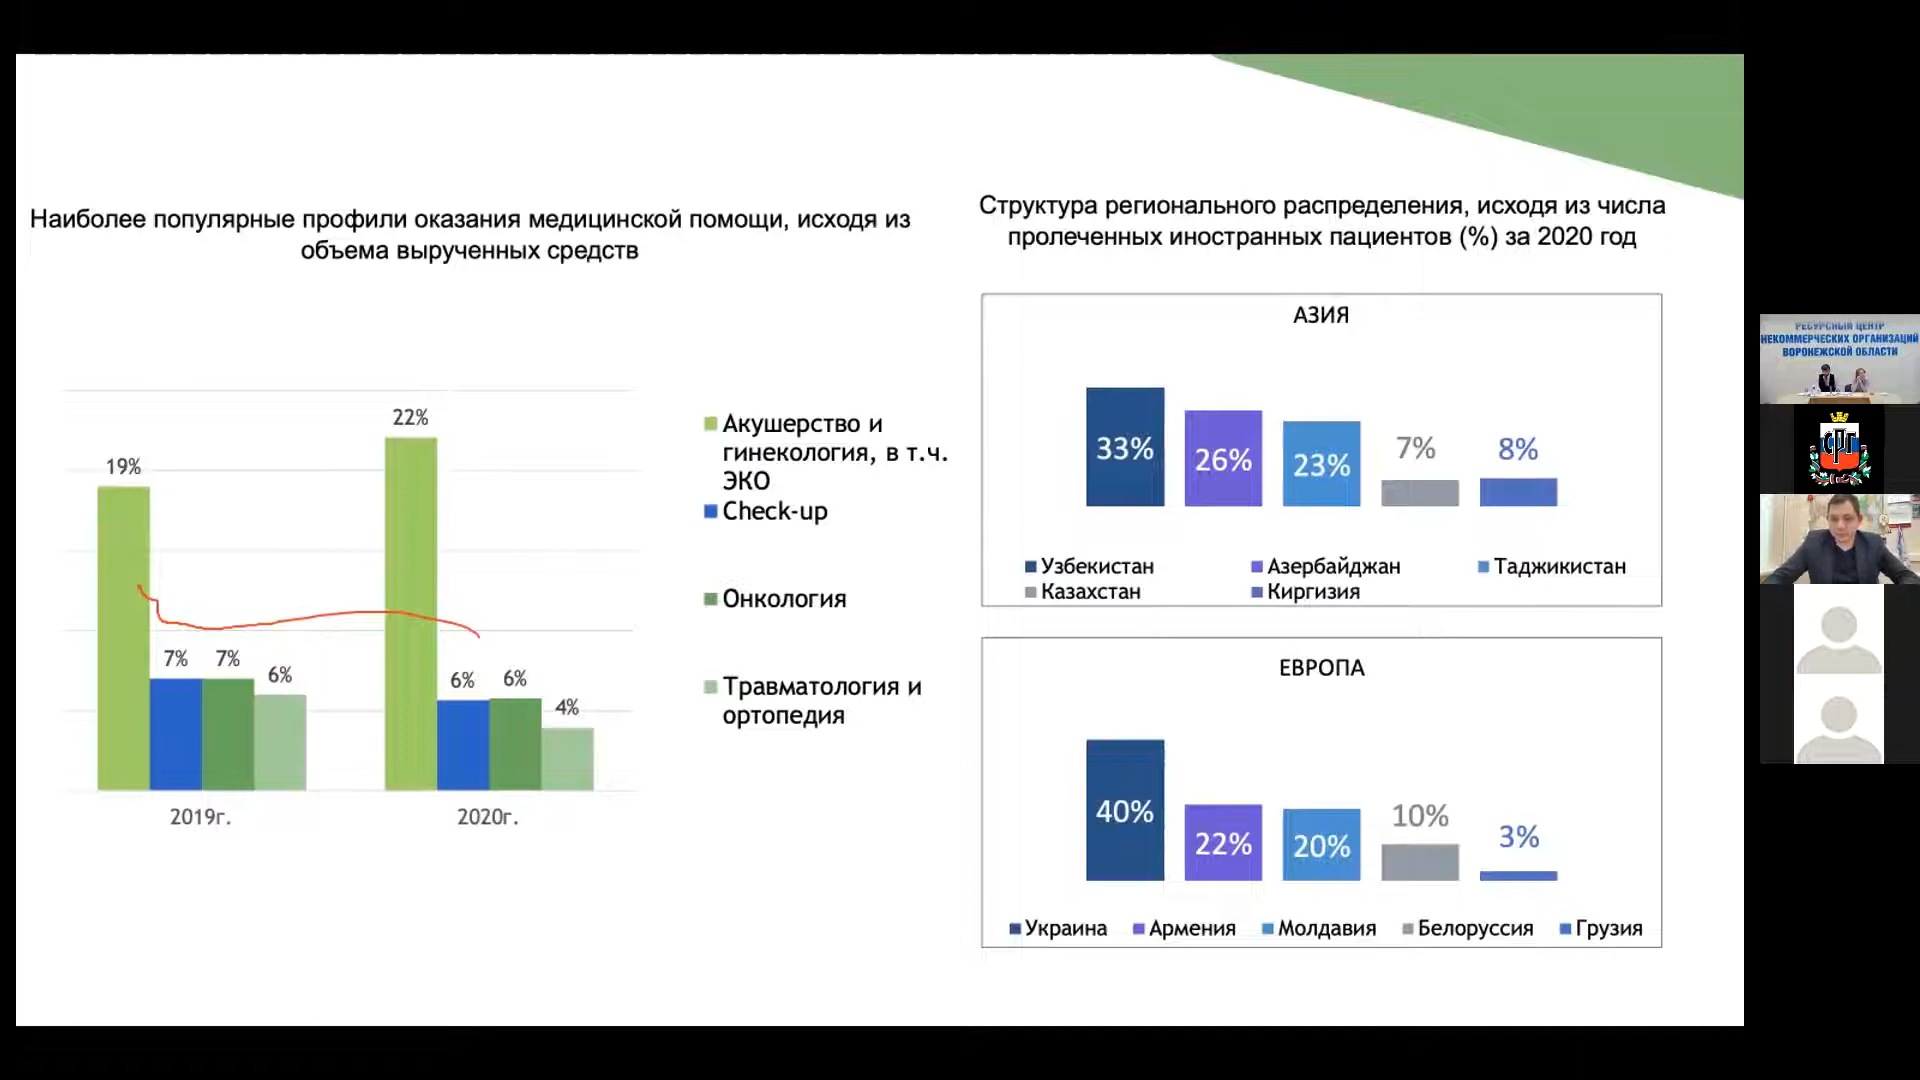 Наиболее популярные профили оказания медицинской помощи, исходя из
объема вырученных средств
19%
7%
7%
6%
2019г.
22%
6%
6%
4%
2020г.
Акушерство и
гинекология, в т.ч.
ЭКО
Check-up
Онкология
Травматология и
ортопедия
Структура регионального распределения, исходя из числа
пролеченных иностранных пациентов (%) за 2020 год
АЗИЯ
33%
26%
23%
7%
8%
Узбекистан
Азербайджан
Таджикистан
Казахстан
Киргизия
ЕВРОПА
40%
22%
20%
10%
3%
Украина
Армения
Молдавия
Белоруссия
Грузия
РЕСУРСНЫЙ ЦЕНТР
НЕКОММЕРЧЕСКИХ ОРГАНИЗАЦИЙ
ВОРОНЕЖСКОЙ ОБЛАСТИ